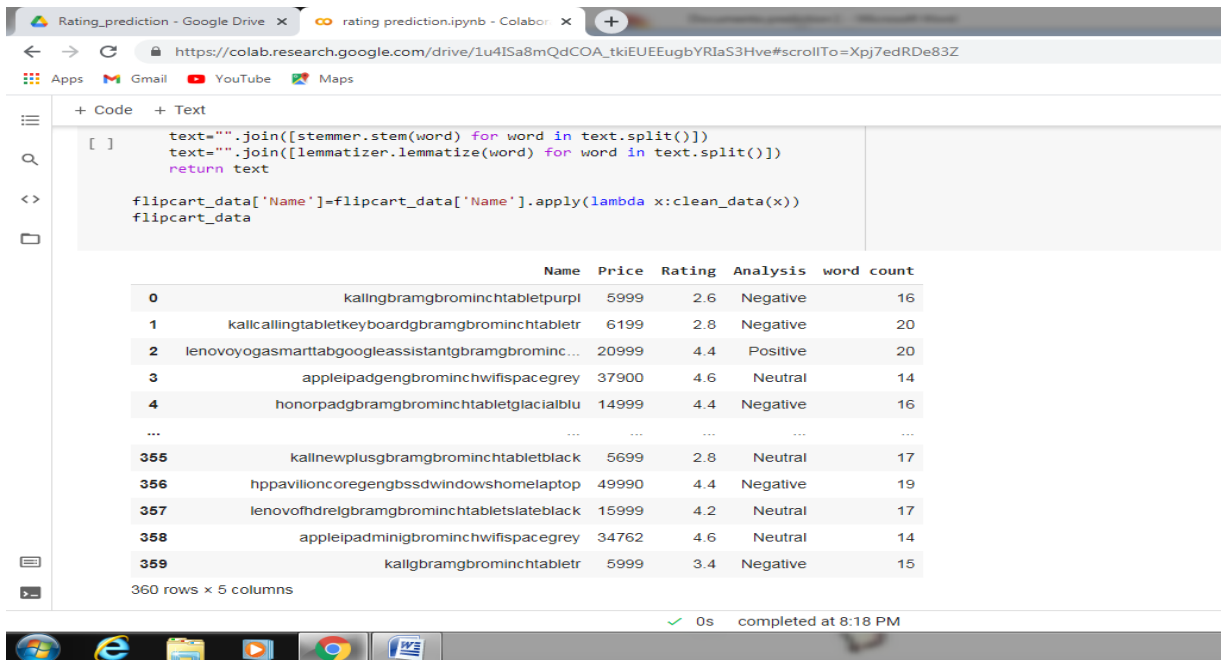 Rating_prediction - Google Drive
rating prediction.ipynb - Colabor
https://colab.research.google.com/drive/1u4ISa8mQdCOA_tkiEUEEugbYRIaS3Hve#scrollTo=Xpj7edRDe83Z
Apps Gmail YouTube Maps
+ Code + Text
[ ] text="".join([stemmer.stem(word) for word in text.split()])
text="".join([lemmatizer.lemmatize(word) for word in text.split()])
return text
flipcart_data['Name']=flipcart_data['Name'].apply(lambda x:clean_data(x))
flipcart_data
Name Price Rating Analysis word count
0 kallngbramgbrominchtabletpurpl 5999 2.6 Negative 16
1 kallcallingtabletkeyboardgbramgbrominchtabletr 6199 2.8 Negative 20
2 lenovoyogasmarttabgoogleassistantgbramgbrominc... 20999 4.4 Positive 20
3 appleipadgengbrominchwifispacegrey 37900 4.6 Neutral 14
4 honorpadgbramgbrominchtabletglacialblu 14999 4.4 Negative 16
... ... ... ... ... ...
355 kallnewplusgbramgbrominchtabletblack 5699 2.8 Neutral 17
356 hppavilioncoregengbssdwindowshomelaptop 49990 4.4 Negative 19
357 lenovofhdrelgbramgbrominchtabletslateblack 15999 4.2 Neutral 17
358 appleipadminigbrominchwifispacegrey 34762 4.6 Neutral 14
359 kallgbramgbrominchtabletr 5999 3.4 Negative 15
360 rows × 5 columns
0s completed at 8:18 PM